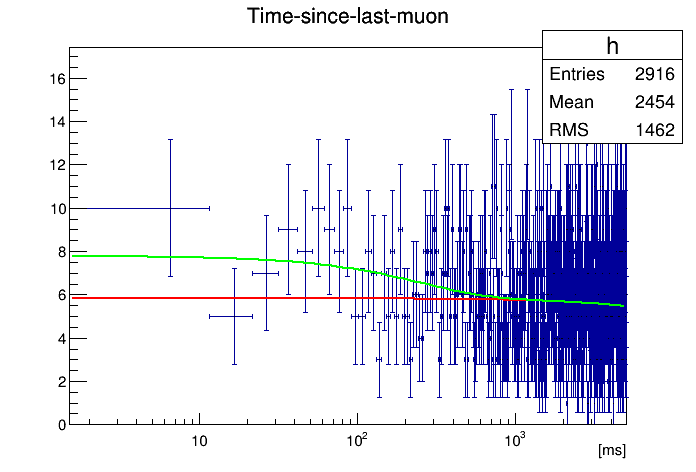 Time-since-last-muon
h
Entries 2916
Mean 2454
RMS 1462
16
14
12
10
8
6
4
2
0
10 10² 10³
[ms]